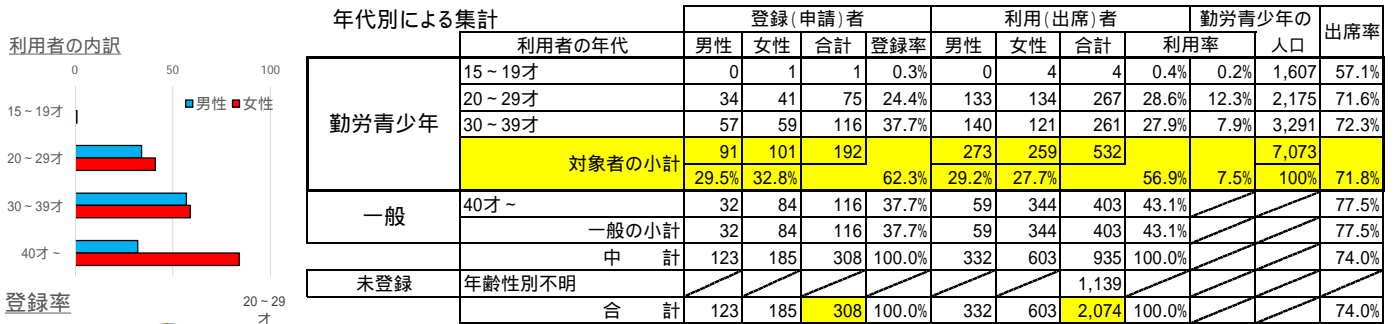 利用者の内訳
0 50 100
■男性 ■女性
15~19才
20~29才
30~39才
40才~
登録率
20~29
才
年代別による集計 登録(申請)者 利用(出席)者 勤労青少年の 出席率
利用者の年代 男性 女性 合計 登録率 男性 女性 合計 利用率 人口
勤労青少年
15~19才 0 1 1 0.3% 0 4 4 0.4% 0.2% 1,607 57.1%
20~29才 34 41 75 24.4% 133 134 267 28.6% 12.3% 2,175 71.6%
30~39才 57 59 116 37.7% 140 121 261 27.9% 7.9% 3,291 72.3%
対象者の小計 91 101 192 273 259 532 7,073
29.5% 32.8% 62.3% 29.2% 27.7% 56.9% 7.5% 100% 71.8%
一般
40才~ 32 84 116 37.7% 59 344 403 43.1% 77.5%
一般の小計 32 84 116 37.7% 59 344 403 43.1% 77.5%
中 計 123 185 308 100.0% 332 603 935 100.0% 74.0%
未登録 年齢性別不明 1,139
合 計 123 185 308 100.0% 332 603 2,074 100.0% 74.0%